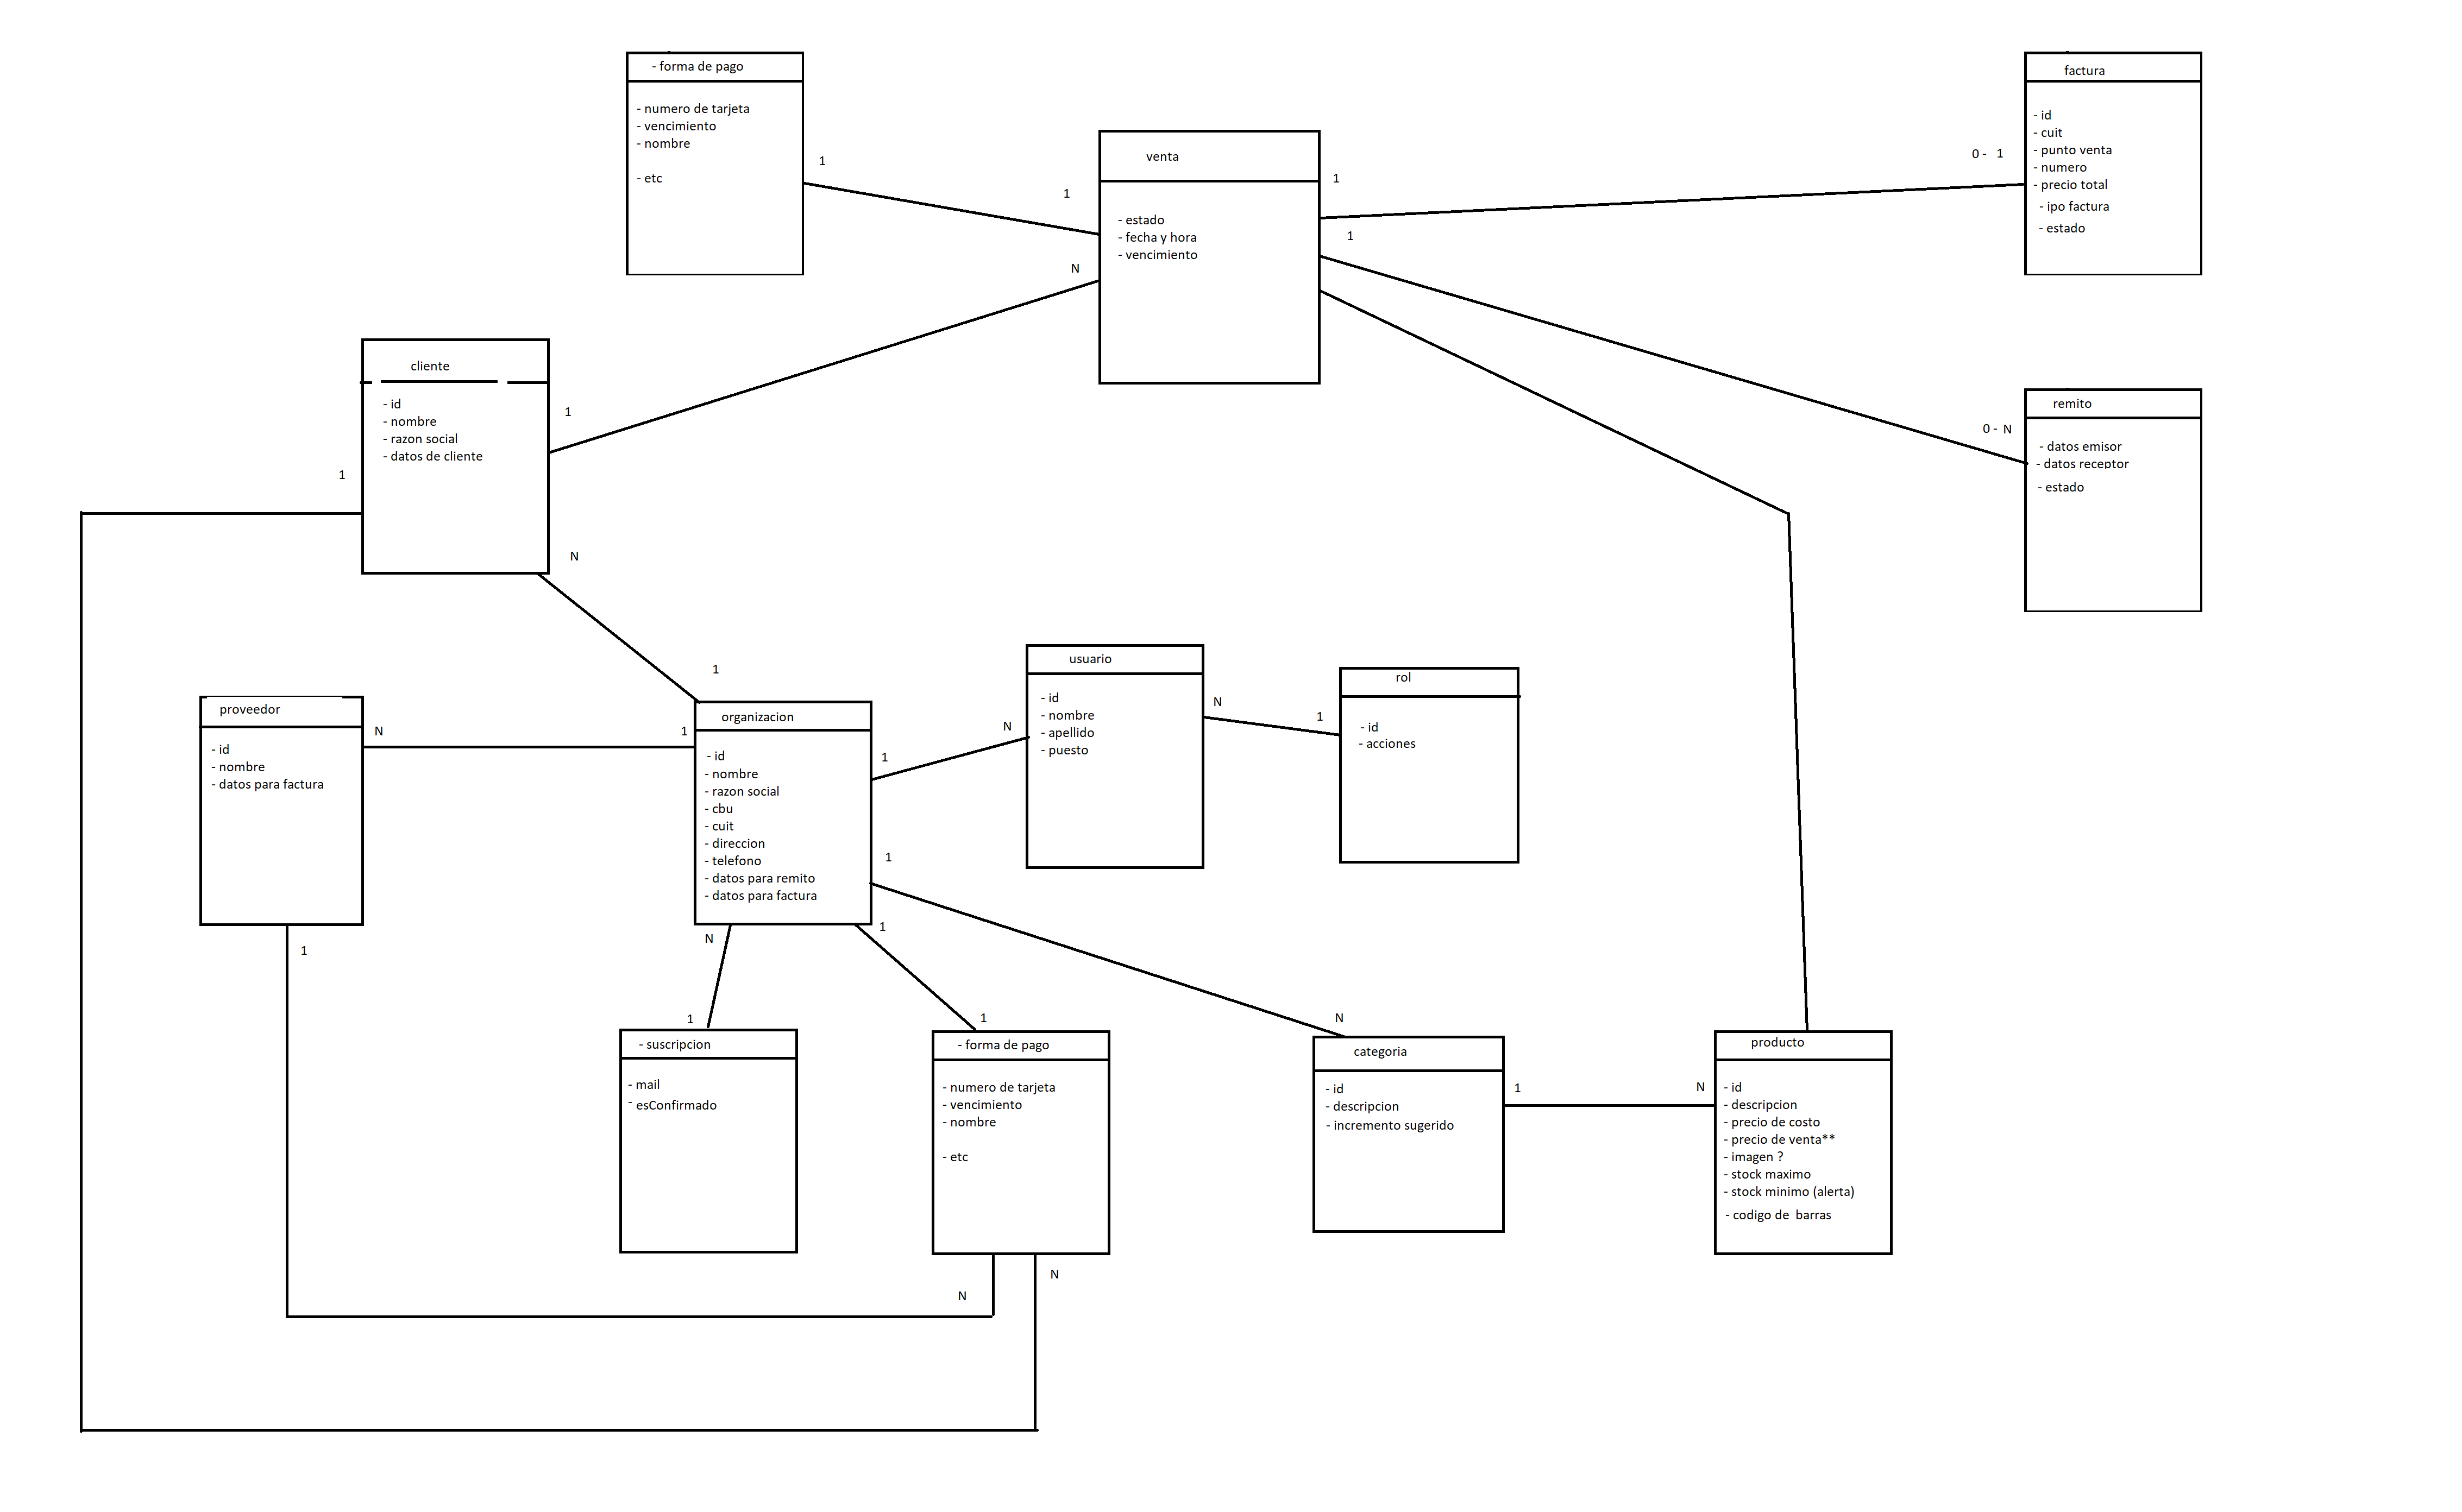 - forma de pago
- numero de tarjeta
- vencimiento
- nombre
- etc
1
1
venta
- estado
- fecha y hora
- vencimiento
1
1
N
factura
- id
- cuit
- punto venta
- numero
- precio total
- ipo factura
- estado
0 - 1
cliente
- id
- nombre
- razon social
- datos de cliente
1
1
N
remito
- datos emisor
- datos receptor
- estado
0 - N
proveedor
- id
- nombre
- datos para factura
N
1
1
1
organizacion
- id
- nombre
- razon social
- cbu
- cuit
- direccion
- telefono
- datos para remito
- datos para factura
1
1
1
N
usuario
- id
- nombre
- apellido
- puesto
N
N
rol
- id
- acciones
1
- suscripcion
- mail
- esConfirmado
1
- forma de pago
- numero de tarjeta
- vencimiento
- nombre
- etc
1
N
N
categoria
- id
- descripcion
- incremento sugerido
N
1
producto
- id
- descripcion
- precio de costo
- precio de venta**
- imagen ?
- stock maximo
- stock minimo (alerta)
- codigo de barras
N